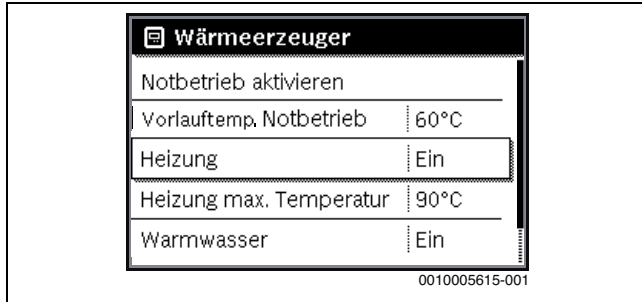 Wärmeerzeuger
Notbetrieb aktivieren
Vorlauftemp. Notbetrieb 60°C
Heizung Ein
Heizung max. Temperatur 90°C
Warmwasser Ein
0010005615-001